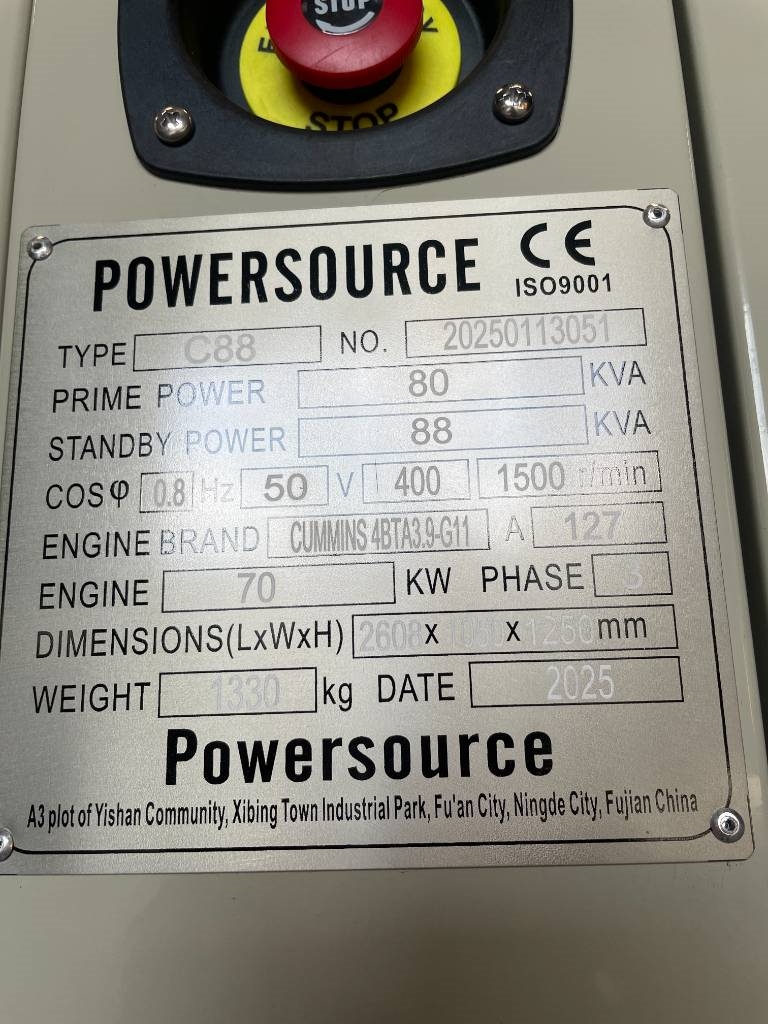 STOP
STOP
POWERSOURCE CE
ISO9001
TYPE C88 NO. 20250113051
PRIME POWER 80 KVA
STANDBY POWER 88 KVA
COSφ 0.8 Hz 50 V 400 1500 r/min
ENGINE BRAND CUMMINS 4BTA3.9-G11 A 127
ENGINE 70 KW PHASE 3
DIMENSIONS(LxWxH) 2608x1050x1250mm
WEIGHT 1330 kg DATE 2025
Powersource
A3 plot of Yishan Community, Xibing Town Industrial Park, Fu'an City, Ningde City, Fujian China